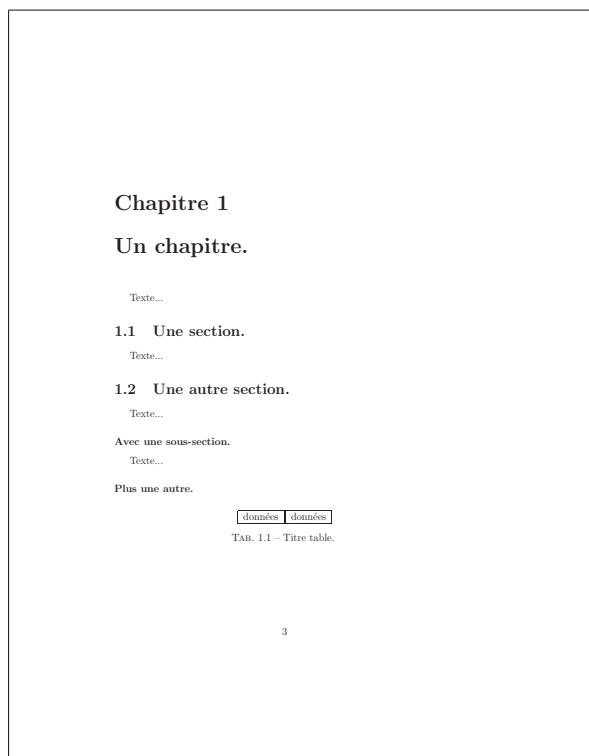 Chapitre 1
Un chapitre.
Texte...
1.1 Une section.
Texte...
1.2 Une autre section.
Texte...
Avec une sous-section.
Texte...
Plus une autre.
données données
TAB. 1.1 – Titre table.
3